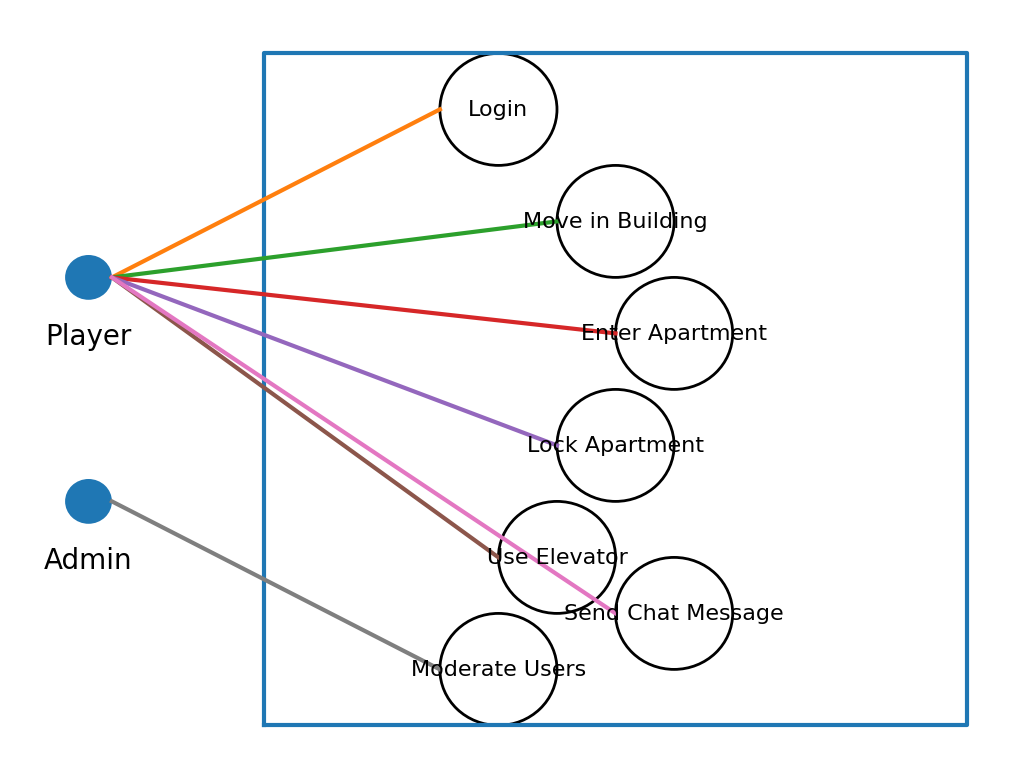 Login
Move in Building
Player
Enter Apartment
Lock Apartment
Admin
Use Elevator
Send Chat Message
Moderate Users